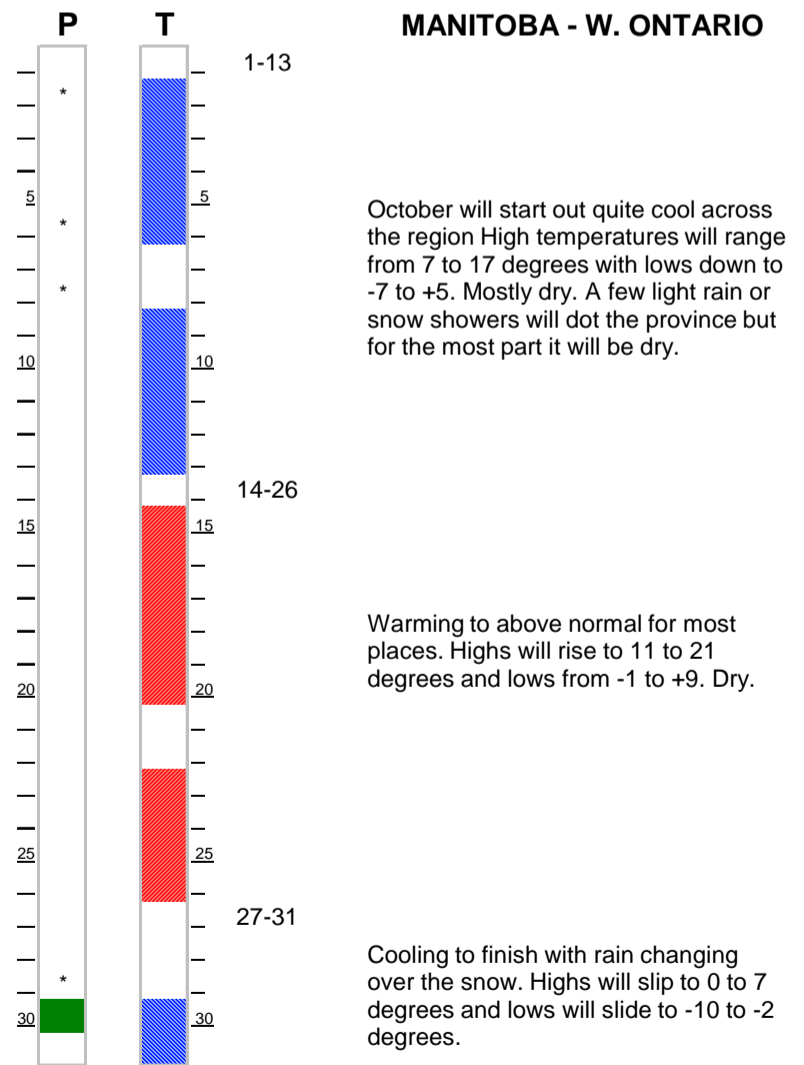 P T MANITOBA - W. ONTARIO
1-13
*
5 5
October will start out quite cool across
the region High temperatures will range
from 7 to 17 degrees with lows down to
-7 to +5. Mostly dry. A few light rain or
snow showers will dot the province but
for the most part it will be dry.
*
*
10 10
14-26
15 15
Warming to above normal for most
places. Highs will rise to 11 to 21
degrees and lows from -1 to +9. Dry.
20 20
25 25
27-31
Cooling to finish with rain changing
over the snow. Highs will slip to 0 to 7
degrees and lows will slide to -10 to -2
degrees.
*
30 30